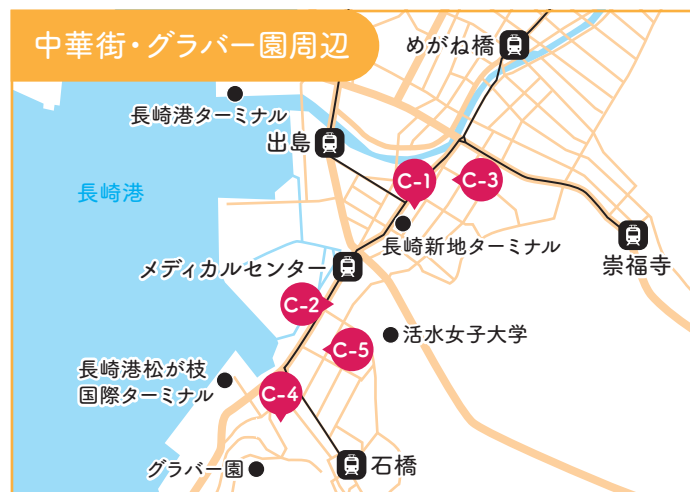 中華街・グラバー園周辺
めがね橋
長崎港ターミナル
出島
長崎港
C-1
C-3
長崎新地ターミナル
崇福寺
メディカルセンター
C-2
活水女子大学
C-5
長崎港松が枝
国際ターミナル
C-4
グラバー園
石橋